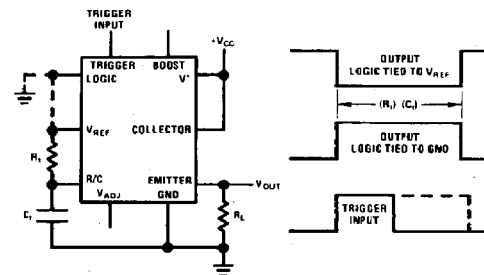 TRIGGER
INPUT
+VCC
TRIGGER BOOST
LOGIC V+
VREF COLLECTOR
Rt
R/C EMITTER
VADJ GND
VOUT
Ct
RL
OUTPUT
LOGIC TIED TO VREF
(Rt) (Ct)
OUTPUT
LOGIC TIED TO GND
TRIGGER
INPUT